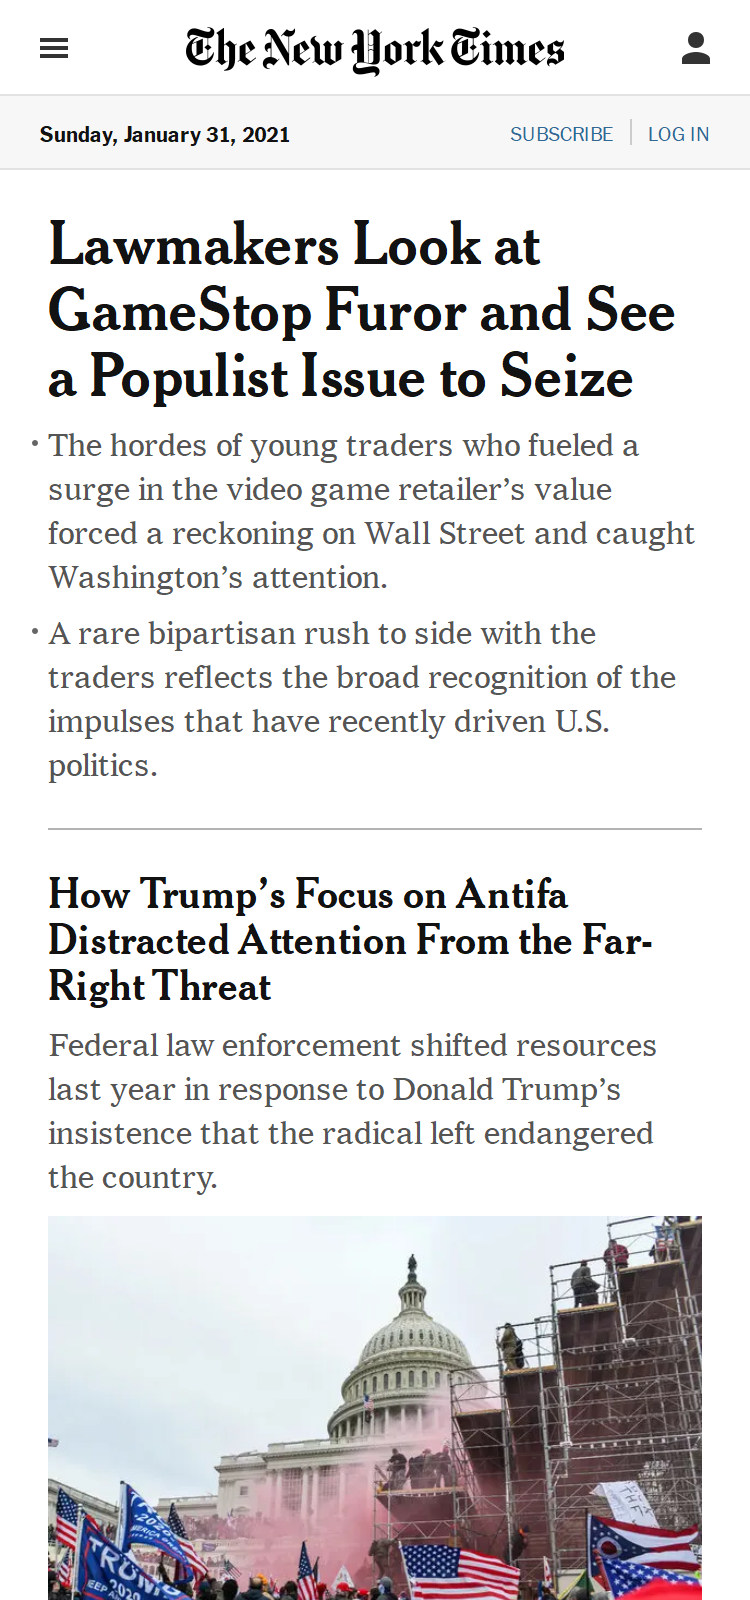 The New York Times
Sunday, January 31, 2021
SUBSCRIBE
LOG IN
Lawmakers Look at
GameStop Furor and See
a Populist Issue to Seize
• The hordes of young traders who fueled a
surge in the video game retailer’s value
forced a reckoning on Wall Street and caught
Washington’s attention.
• A rare bipartisan rush to side with the
traders reflects the broad recognition of the
impulses that have recently driven U.S.
politics.
How Trump’s Focus on Antifa
Distracted Attention From the Far-
Right Threat
Federal law enforcement shifted resources
last year in response to Donald Trump’s
insistence that the radical left endangered
the country.
TRUMP
2020